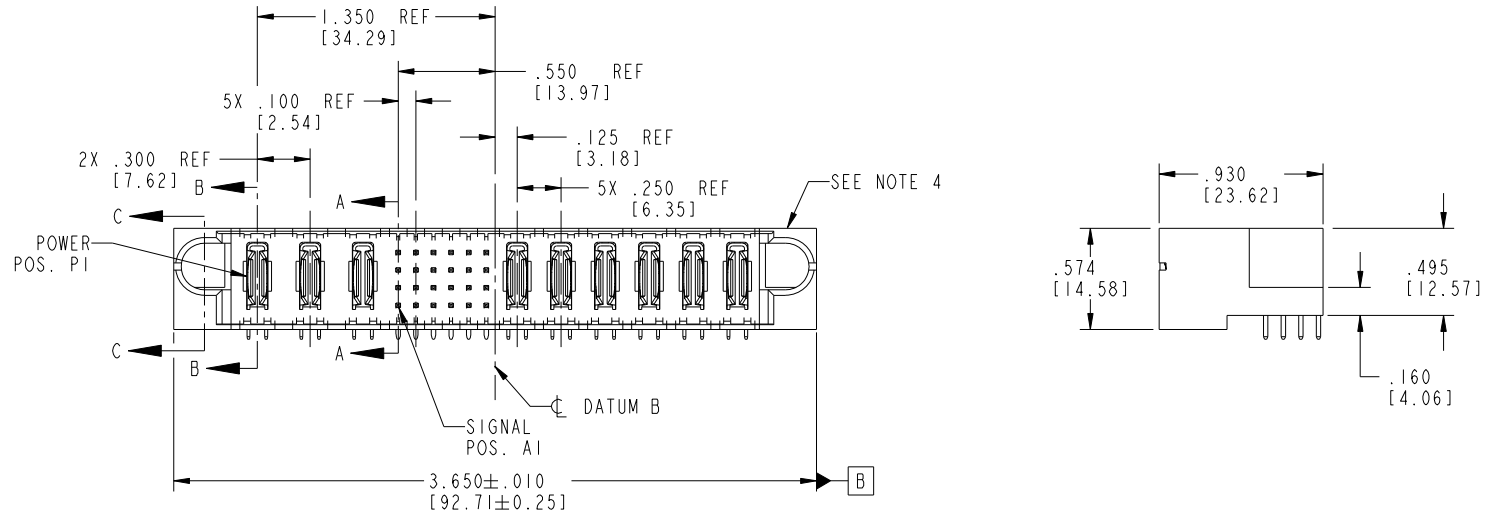 1.350 REF
[34.29]
.550 REF
[13.97]
5X .100 REF
[2.54]
.125 REF
[3.18]
2X .300 REF
[7.62]
5X .250 REF
[6.35]
SEE NOTE 4
B
A
C
POWER
POS. P1
C
B
A
DATUM B
SIGNAL
POS. A1
3.650±.010
[92.71±0.25]
B
.930
[23.62]
.574
[14.58]
.495
[12.57]
.160
[4.06]